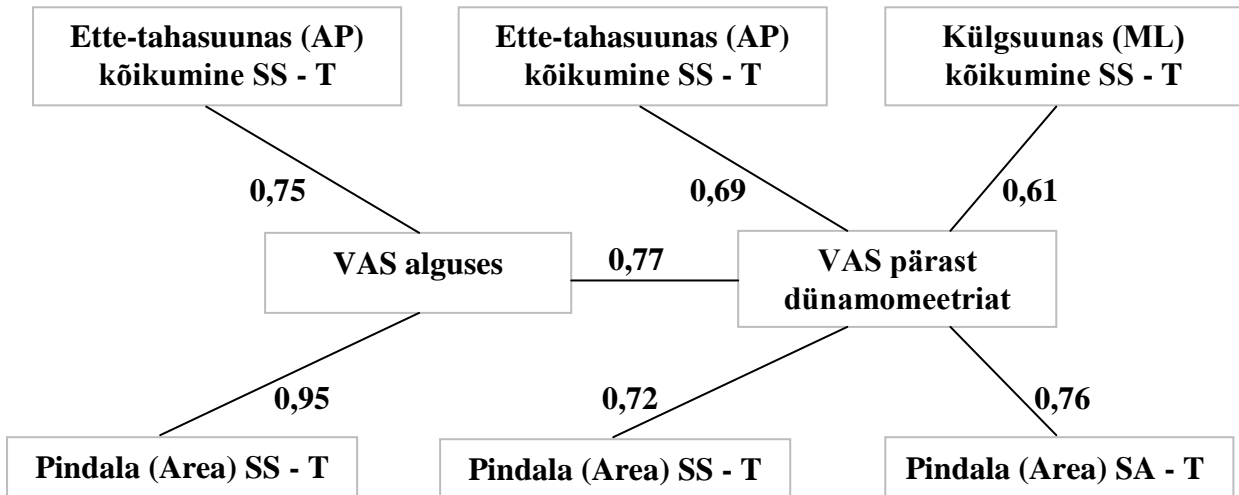 Ette-tahasuunas (AP)
kõikumine SS - T
Ette-tahasuunas (AP)
kõikumine SS - T
Külgsuunas (ML)
kõikumine SS - T
0,75
0,69
0,61
VAS alguses
0,77
VAS pärast
dünamomeetriat
0,95
0,72
0,76
Pindala (Area) SS - T
Pindala (Area) SS - T
Pindala (Area) SA - T